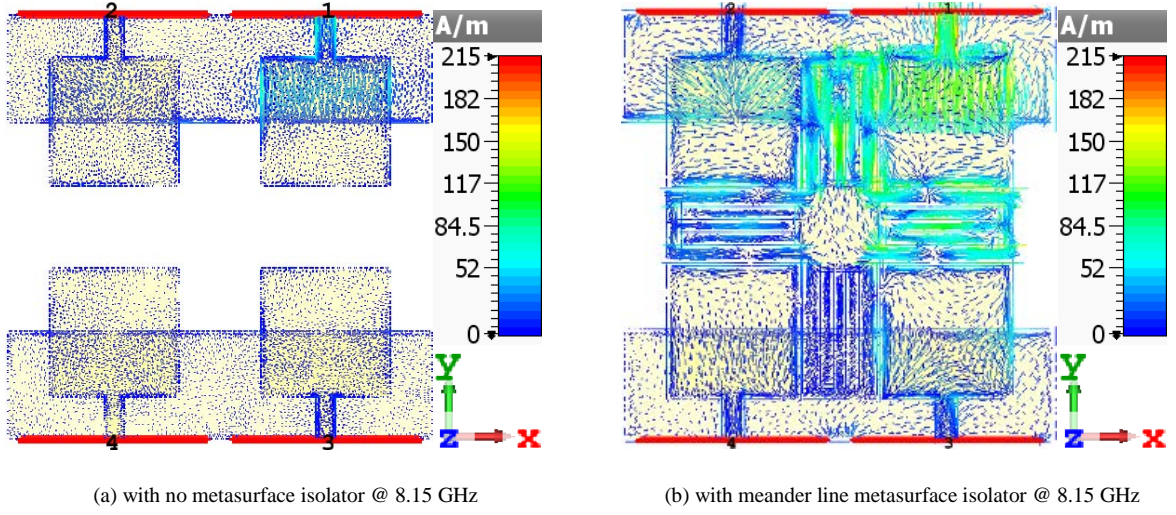 2 1
A/m
215
182
150
117
84.5
52
0
Y
Z X
4 3
2 1
A/m
215
182
150
117
84.5
52
0
Y
Z X
4 3
(a) with no metasurface isolator @ 8.15 GHz
(b) with meander line metasurface isolator @ 8.15 GHz